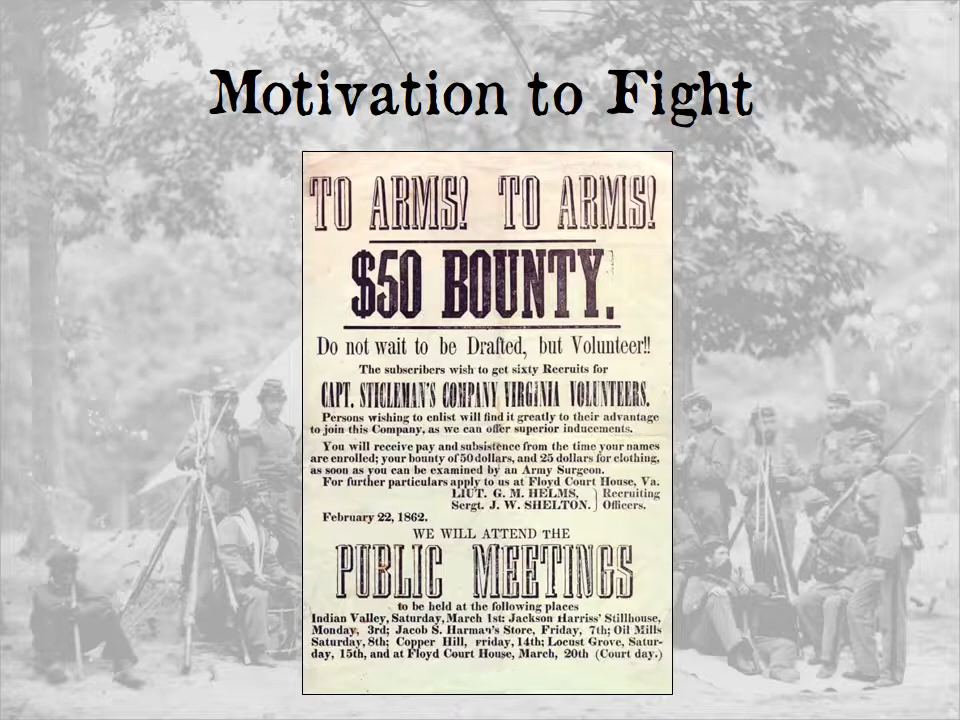 Motivation to Fight
TO ARMS! TO ARMS!
$50 BOUNTY.
Do not wait to be Drafted, but Volunteer!!
The subscribers wish to get sixty Recruits for
CAPT. STIGLEMAN'S COMPANY VIRGINIA VOLUNTEERS.
Persons wishing to enlist will find it greatly to their advantage
to join this Company, as we can offer superior inducements.
You will receive pay and subsistence from the time your names
are enrolled; your bounty of 50 dollars, and 25 dollars for clothing,
as soon as you can be examined by an Army Surgeon.
For further particulars apply to us at Floyd Court House, Va.
LIUT. G. M. HELMS, Recruiting
Sergt. J. W. SHELTON. Officers.
February 22, 1862.
WE WILL ATTEND THE
PUBLIC MEETINGS
to be held at the following places
Indian Valley, Saturday, March 1st: Jackson Harriss' Stillhouse,
Monday, 3rd; Jacob S. Harman's Store, Friday, 7th; Oil Mills
Saturday, 8th; Copper Hill, Friday, 14th; Locust Grove, Satur-
day, 15th, and at Floyd Court House, March, 20th (Court day.)